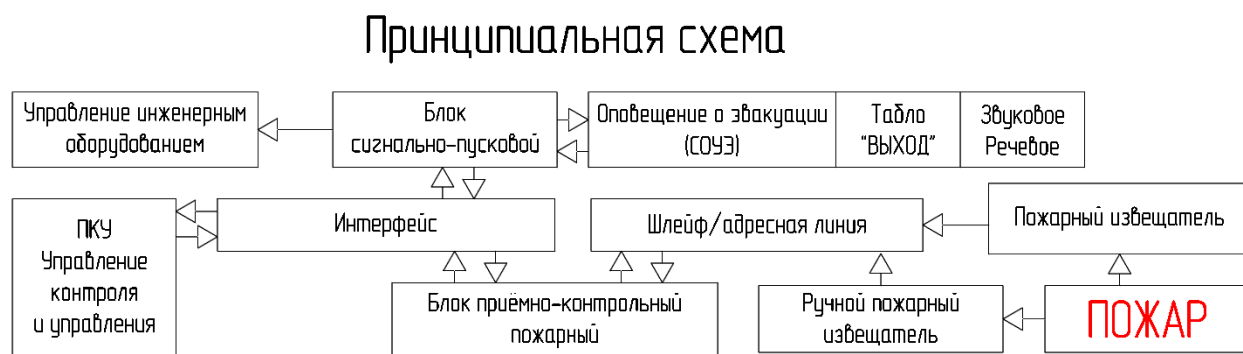 Принципиальная схема
Управление инженерным
оборудованием
Блок
сигнально-пусковой
Оповещение о эвакуации
(СОУЭ)
Табло
"ВЫХОД"
Звуковое
Речевое
ПКУ
Управление
контроля
и управления
Интерфейс
Шлейф/адресная линия
Пожарный извещатель
Блок приёмно-контрольный
пожарный
Ручной пожарный
извещатель
ПОЖАР